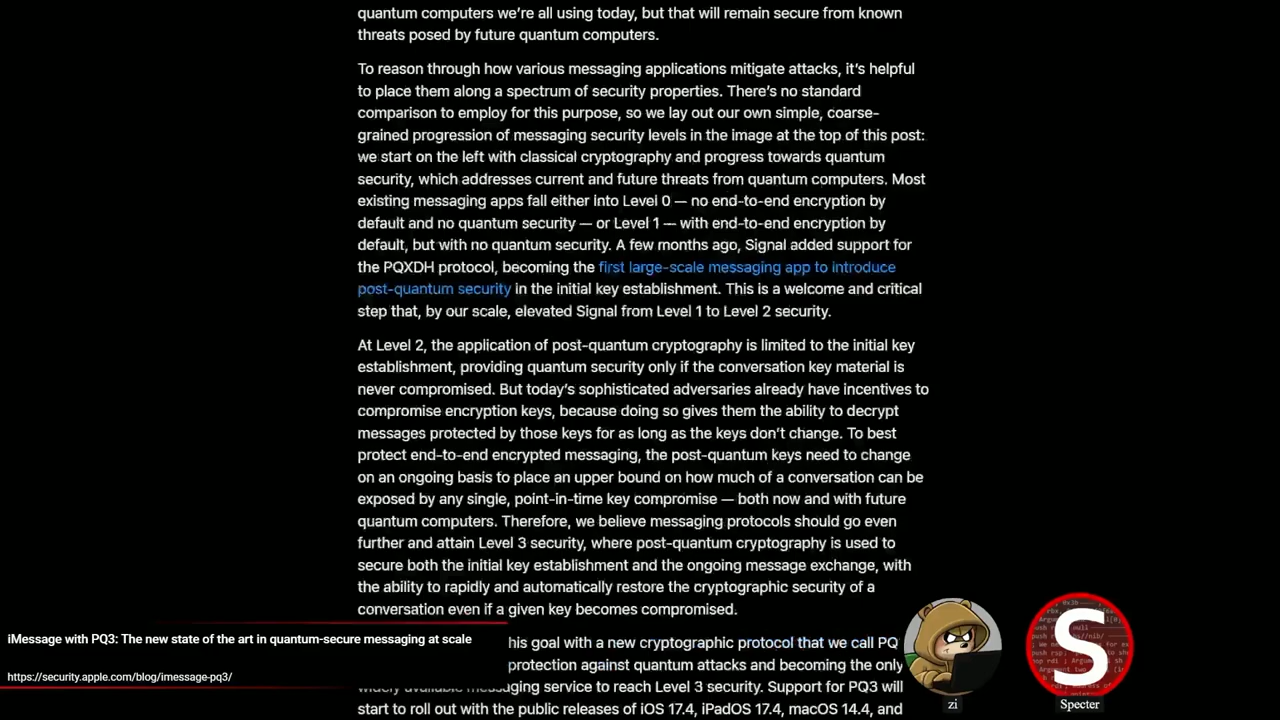 quantum computers we're all using today, but that will remain secure from known
threats posed by future quantum computers.
To reason through how various messaging applications mitigate attacks, it's helpful
to place them along a spectrum of security properties. There's no standard
comparison to employ for this purpose, so we lay out our own simple, coarse-
grained progression of messaging security levels in the image at the top of this post:
we start on the left with classical cryptography and progress towards quantum
security, which addresses current and future threats from quantum computers. Most
existing messaging apps fall either into Level 0 — no end-to-end encryption by
default and no quantum security — or Level 1 — with end-to-end encryption by
default, but with no quantum security. A few months ago, Signal added support for
the PQXDH protocol, becoming the first large-scale messaging app to introduce
post-quantum security in the initial key establishment. This is a welcome and critical
step that, by our scale, elevated Signal from Level 1 to Level 2 security.
At Level 2, the application of post-quantum cryptography is limited to the initial key
establishment, providing quantum security only if the conversation key material is
never compromised. But today's sophisticated adversaries already have incentives to
compromise encryption keys, because doing so gives them the ability to decrypt
messages protected by those keys for as long as the keys don't change. To best
protect end-to-end encrypted messaging, the post-quantum keys need to change
on an ongoing basis to place an upper bound on how much of a conversation can be
exposed by any single, point-in-time key compromise — both now and with future
quantum computers. Therefore, we believe messaging protocols should go even
further and attain Level 3 security, where post-quantum cryptography is used to
secure both the initial key establishment and the ongoing message exchange, with
the ability to rapidly and automatically restore the cryptographic security of a
conversation even if a given key becomes compromised.
his goal with a new cryptographic protocol that we call PQ
protection against quantum attacks and becoming the only
widely available messaging service to reach Level 3 security. Support for PQ3 will
start to roll out with the public releases of iOS 17.4, iPadOS 17.4, macOS 14.4, and
iMessage with PQ3: The new state of the art in quantum-secure messaging at scale
https://security.apple.com/blog/imessage-pq3/
zi
S
Specter